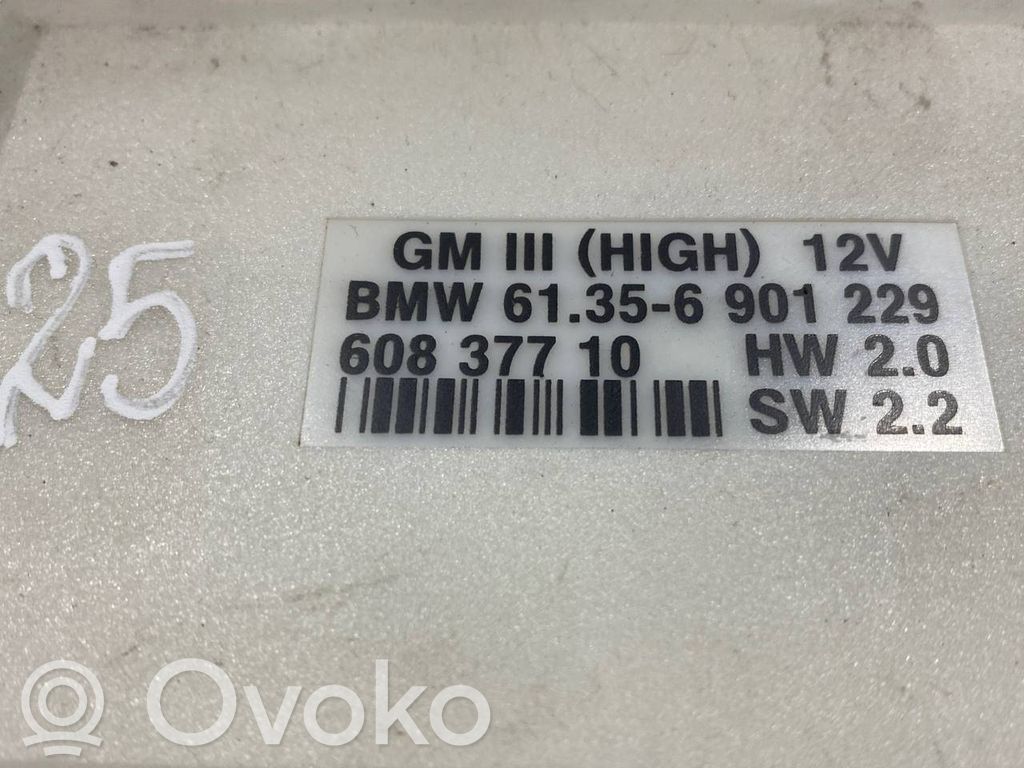 GM III (HIGH) 12V
BMW 61.35-6 901 229
608 377 10 HW 2.0
SW 2.2
25
Ovoko